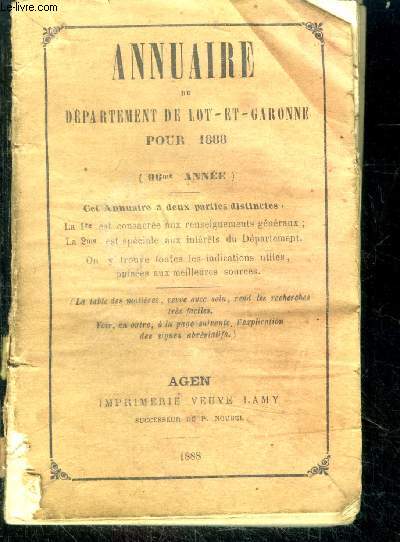 Le-livre.com
ANNUAIRE
DU
DÉPARTEMENT DE LOT-ET-GARONNE
POUR 1888
(96me ANNÉE)
Cet Annuaire a deux parties distinctes :
La 1re est consacrée aux renseignements généraux ;
La 2me est spéciale aux intérêts du Département.
On y trouve toutes les indications utiles,
puisées aux meilleures sources.
(La table des matières, revue avec soin, rend les recherches
très faciles.
Voir, en outre, à la page suivante, l'explication
des signes abréviatifs.)
AGEN
IMPRIMERIE VEUVE LAMY
SUCCESSEUR DE P. NOUBEL
1888